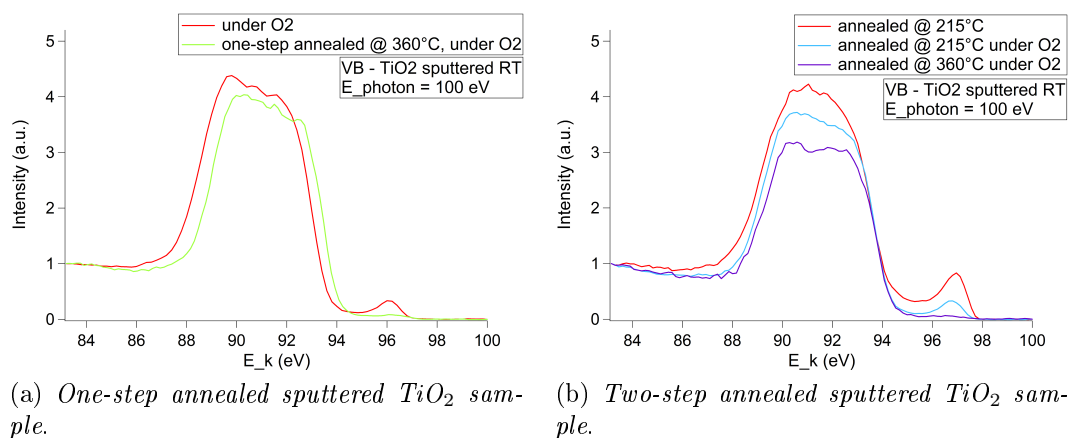 under O2
one-step annealed @ 360°C, under O2
VB - TiO2 sputtered RT
E_photon = 100 eV
Intensity (a.u.)
5
4
3
2
1
0
84 86 88 90 92 94 96 98 100
E_k (eV)
(a) One-step annealed sputtered TiO₂ sam-
ple.
annealed @ 215°C
annealed @ 215°C under O2
annealed @ 360°C under O2
VB - TiO2 sputtered RT
E_photon = 100 eV
Intensity (a.u.)
5
4
3
2
1
0
84 86 88 90 92 94 96 98 100
E_k (eV)
(b) Two-step annealed sputtered TiO₂ sam-
ple.